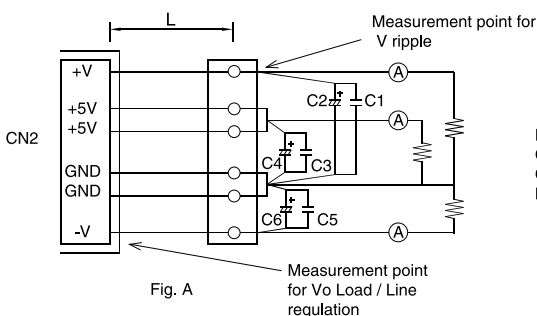 L
Measurement point for
V ripple
CN2
+V
+5V
+5V
GND
GND
-V
A
C2
+
C1
A
C4
+
C3
C6
+
C5
A
Fig. A
Measurement point
for Vo Load / Line
regulation